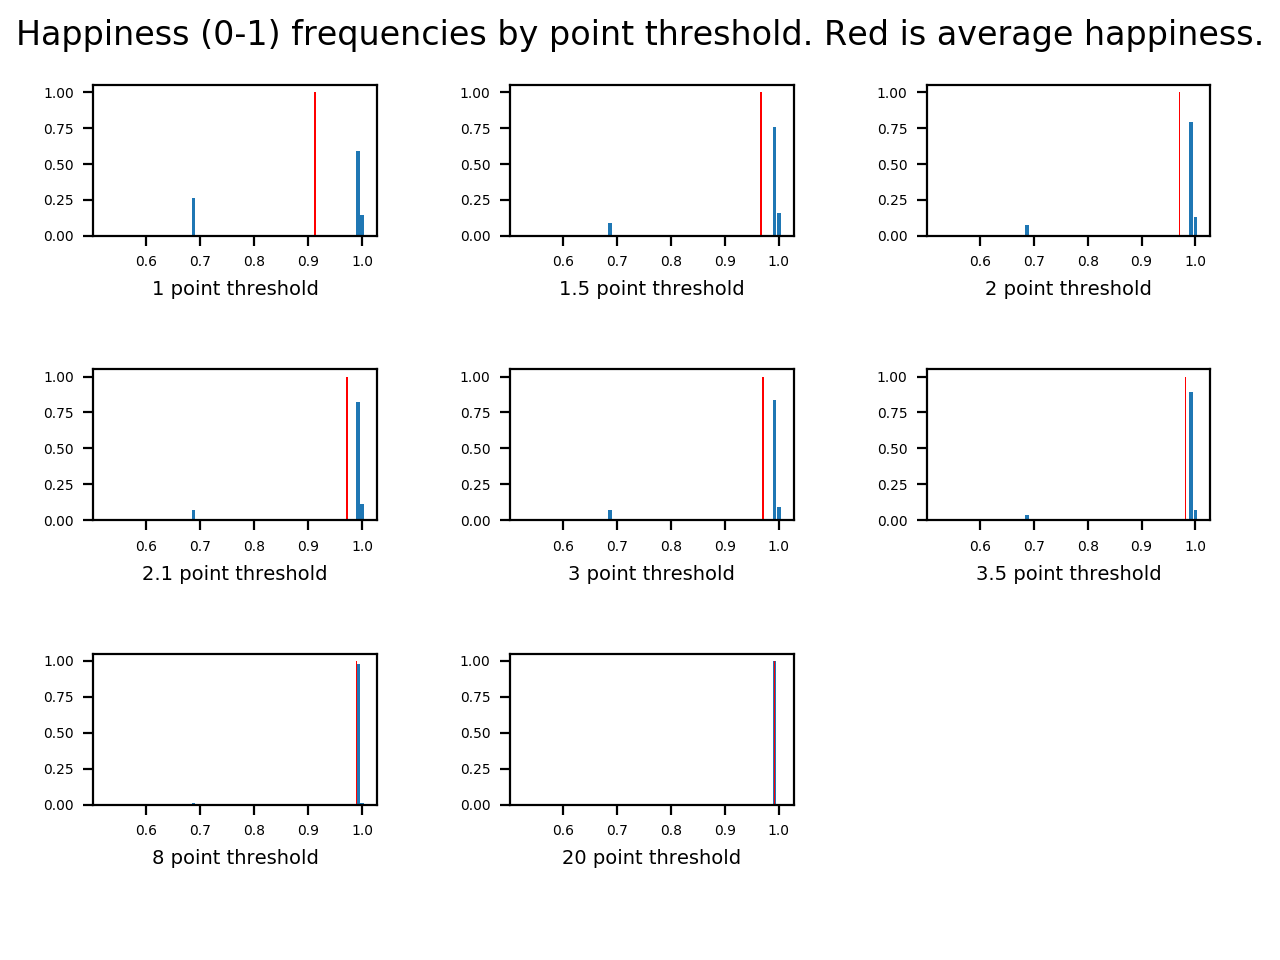 Happiness (0-1) frequencies by point threshold. Red is average happiness.
1.00 1.00 1.00
0.75 0.75 0.75
0.50 0.50 0.50
0.25 0.25 0.25
0.00 0.00 0.00
0.6 0.7 0.8 0.9 1.0 0.6 0.7 0.8 0.9 1.0 0.6 0.7 0.8 0.9 1.0
1 point threshold 1.5 point threshold 2 point threshold
1.00 1.00 1.00
0.75 0.75 0.75
0.50 0.50 0.50
0.25 0.25 0.25
0.00 0.00 0.00
0.6 0.7 0.8 0.9 1.0 0.6 0.7 0.8 0.9 1.0 0.6 0.7 0.8 0.9 1.0
2.1 point threshold 3 point threshold 3.5 point threshold
1.00 1.00
0.75 0.75
0.50 0.50
0.25 0.25
0.00 0.00
0.6 0.7 0.8 0.9 1.0 0.6 0.7 0.8 0.9 1.0
8 point threshold 20 point threshold